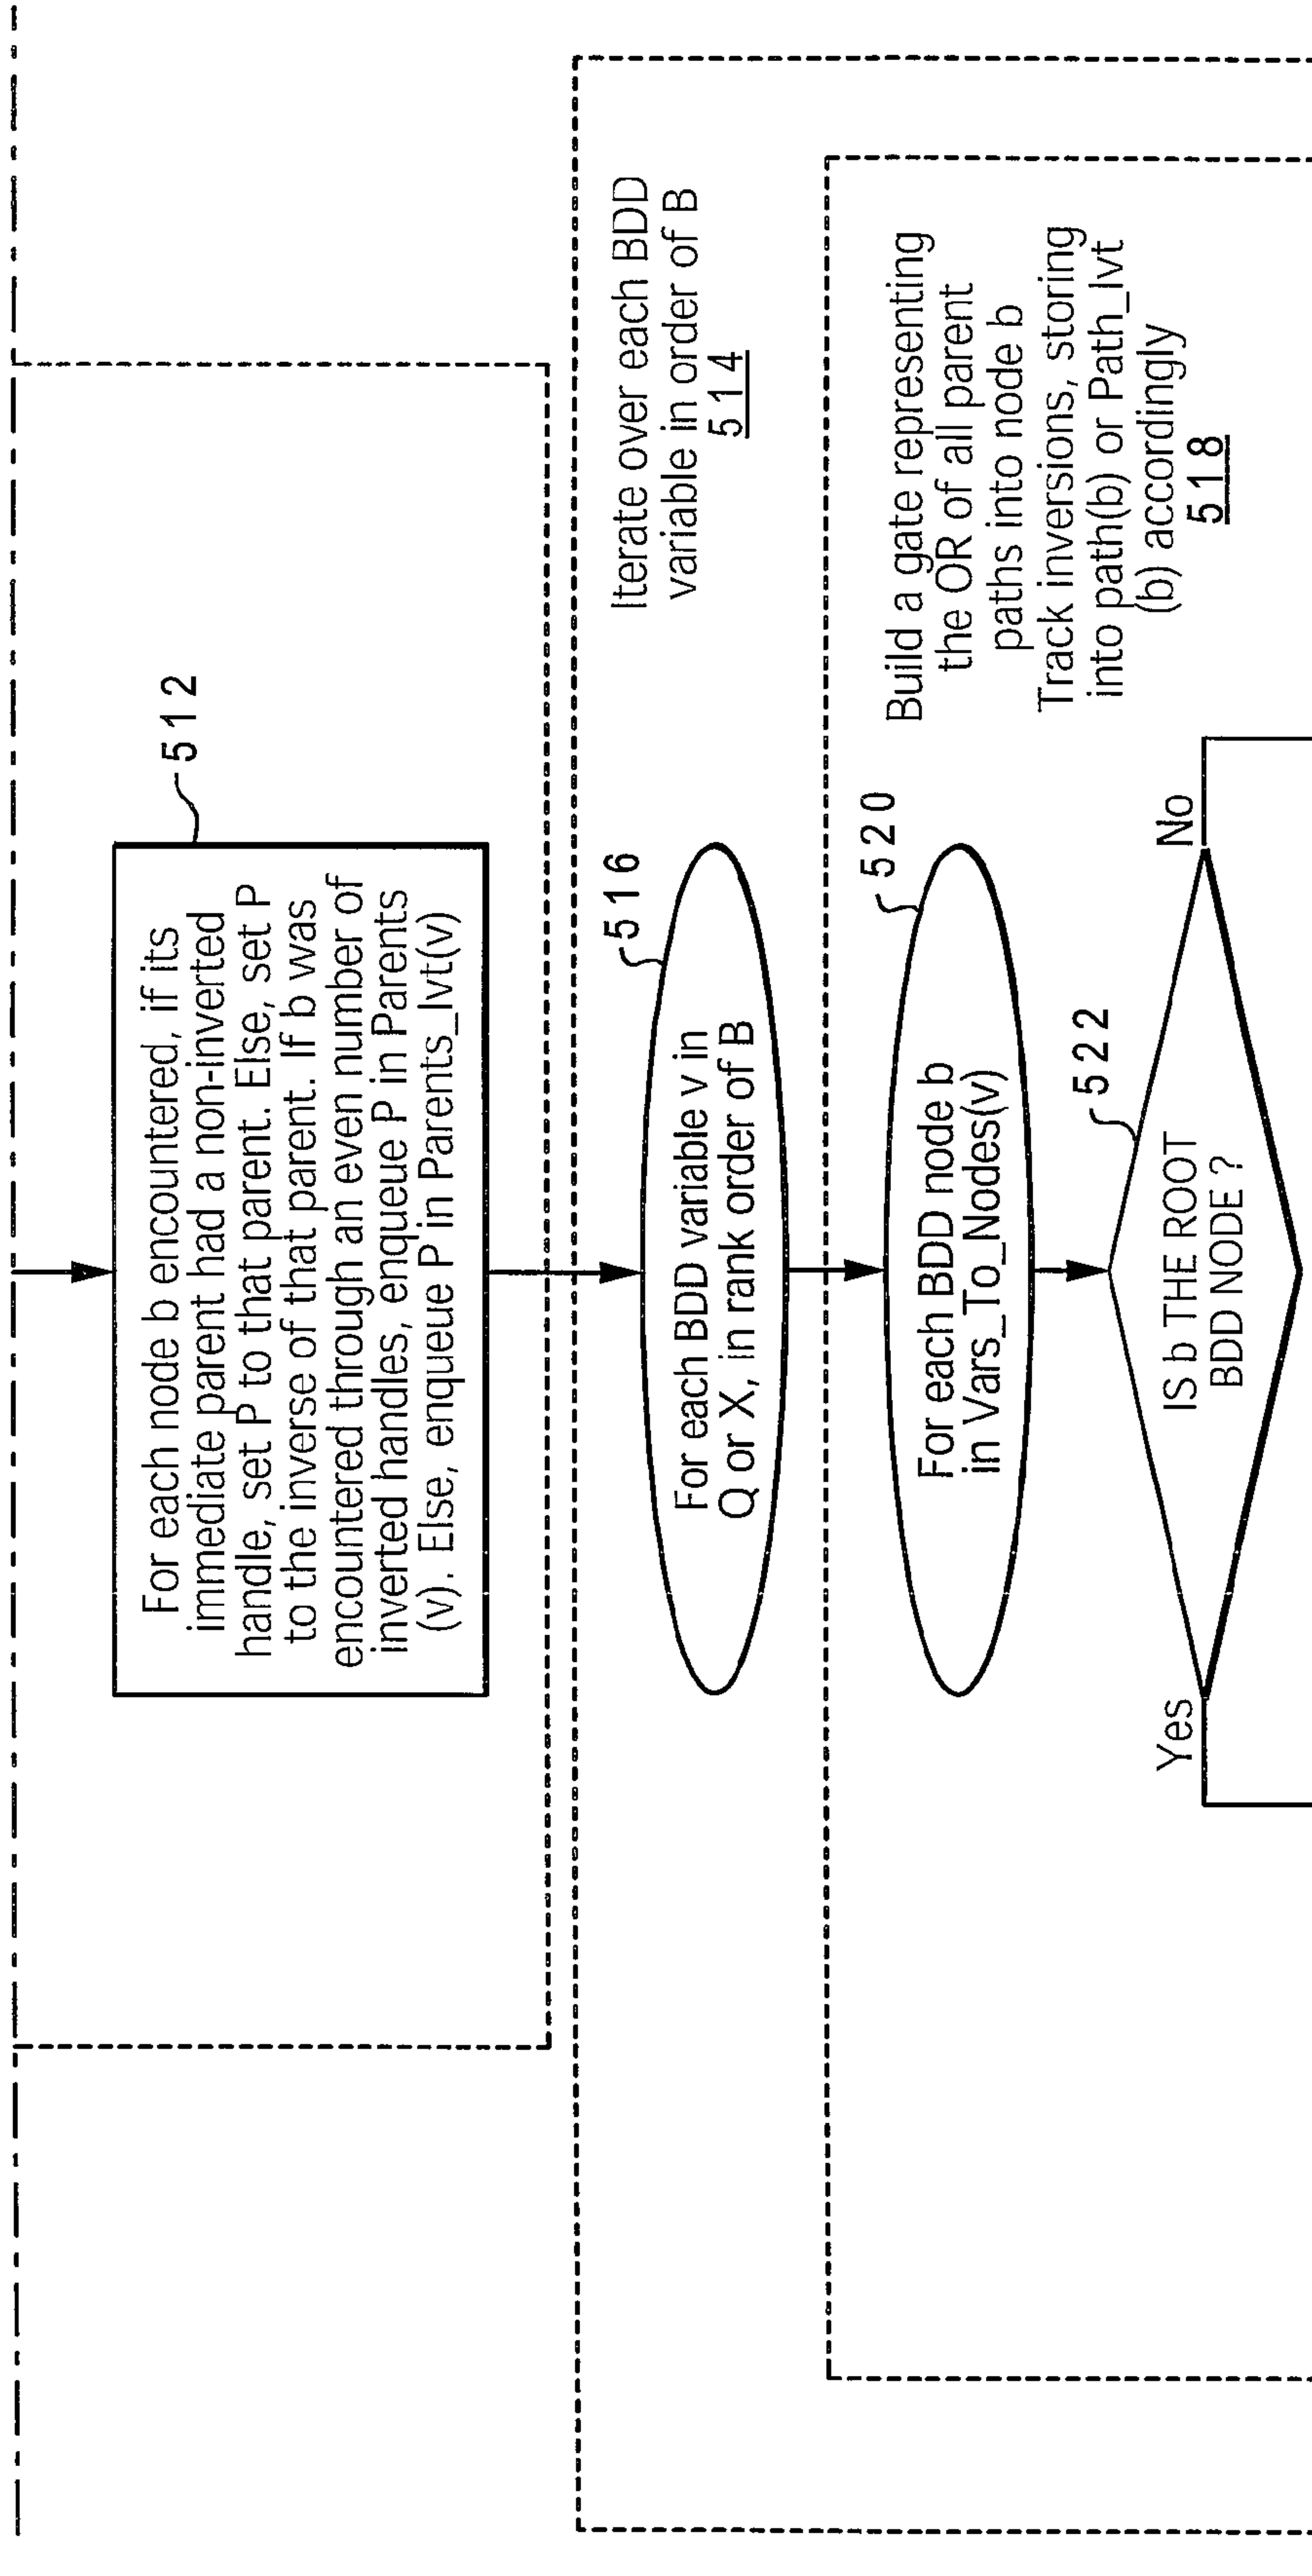 For each node b encountered, if its
immediate parent had a non-inverted
handle, set P to that parent. Else, set P
to the inverse of that parent. If b was
encountered through an even number of
inverted handles, enqueue P in Parents
(v). Else, enqueue P in Parents_Ivt(v)
512
Iterate over each BDD
variable in order of B
514
For each BDD variable v in
Q or X, in rank order of B
516
Build a gate representing
the OR of all parent
paths into node b
Track inversions, storing
into path(b) or Path_Ivt
(b) accordingly
518
For each BDD node b
in Vars_To_Nodes(v)
520
IS b THE ROOT
BDD NODE ?
522
Yes
No